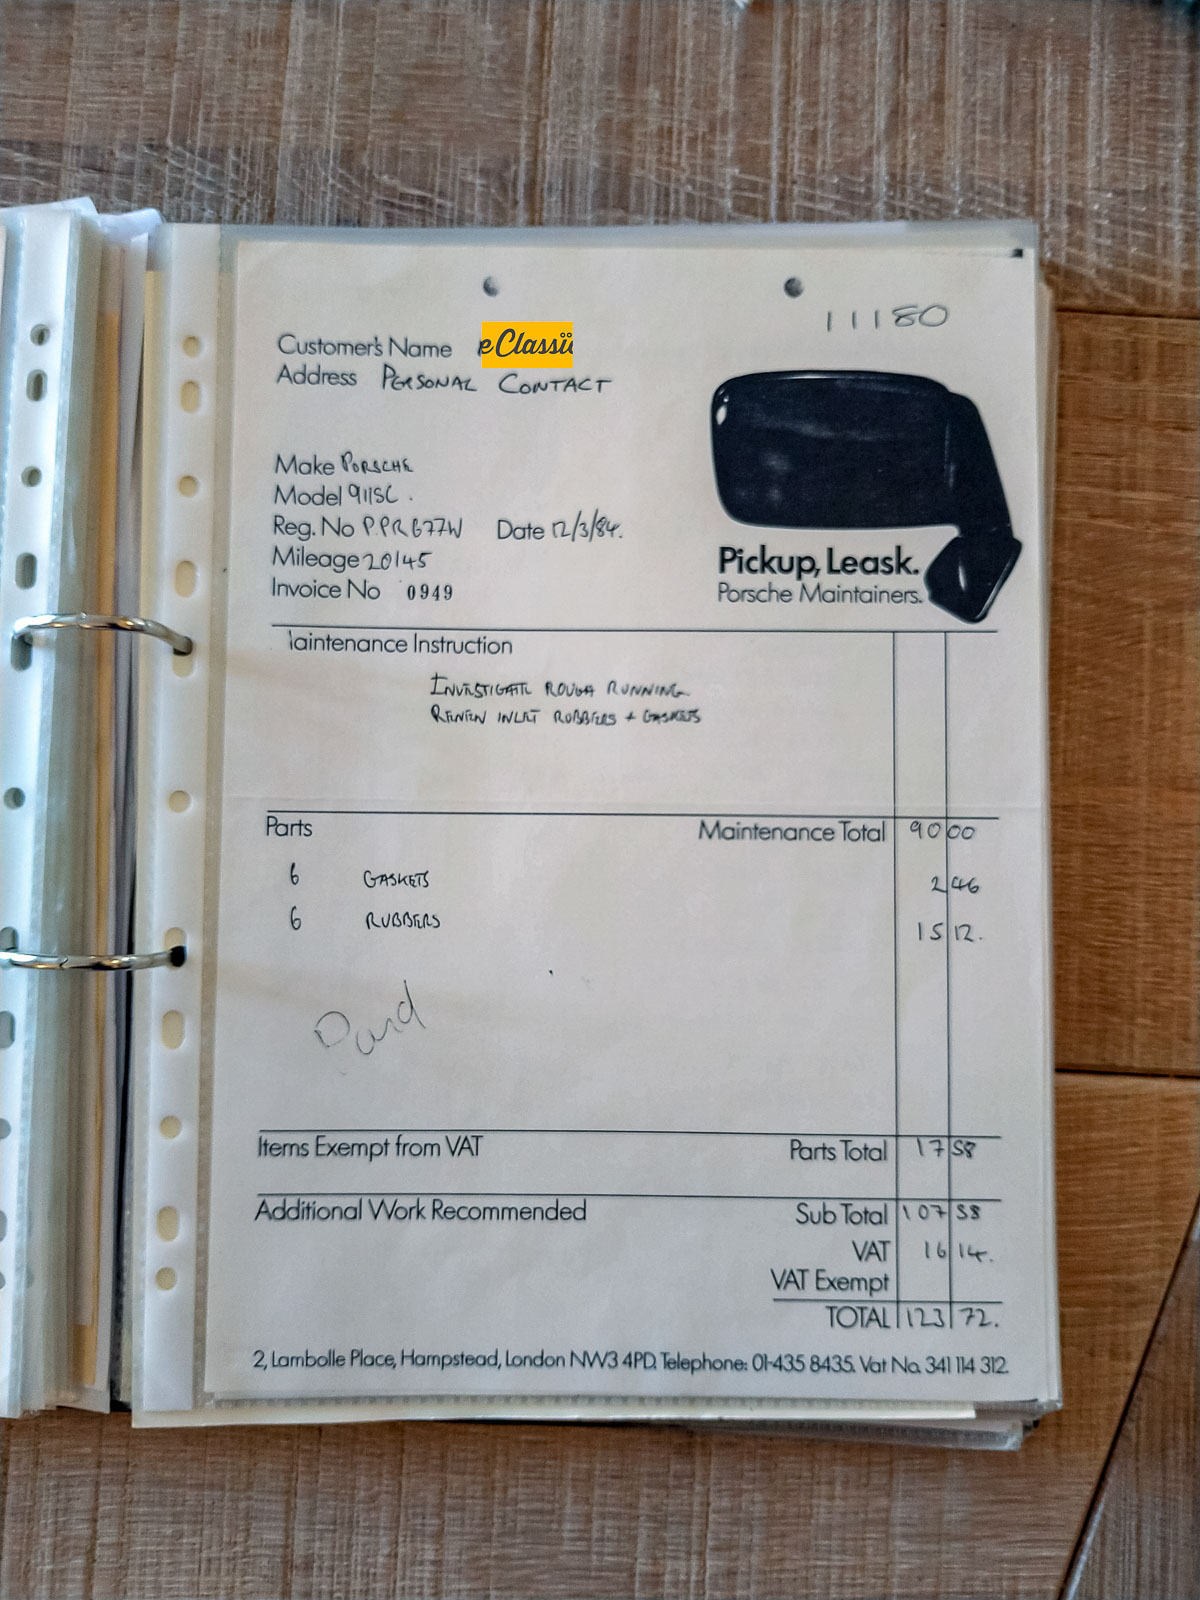 11180
Customer's Name eClassic
Address PERSONAL CONTACT
Make PORSCHE
Model 911SC.
Reg. No P.PR677W Date 12/3/84.
Mileage 20145
Invoice No 0949
Pickup, Leask.
Porsche Maintainers.
aintenance Instruction
INVESTIGATE ROUGH RUNNING
RENEW INLET RUBBERS + GASKETS
Parts Maintenance Total 90 00
6 GASKETS 2 46
6 RUBBERS 15 12.
Items Exempt from VAT Parts Total 17 58
Additional Work Recommended Sub Total 107 58
VAT 16 14.
VAT Exempt
TOTAL 123 72.
2, Lambolle Place, Hampstead, London NW3 4PD. Telephone: 01-435 8435. Vat No. 341 114 312.